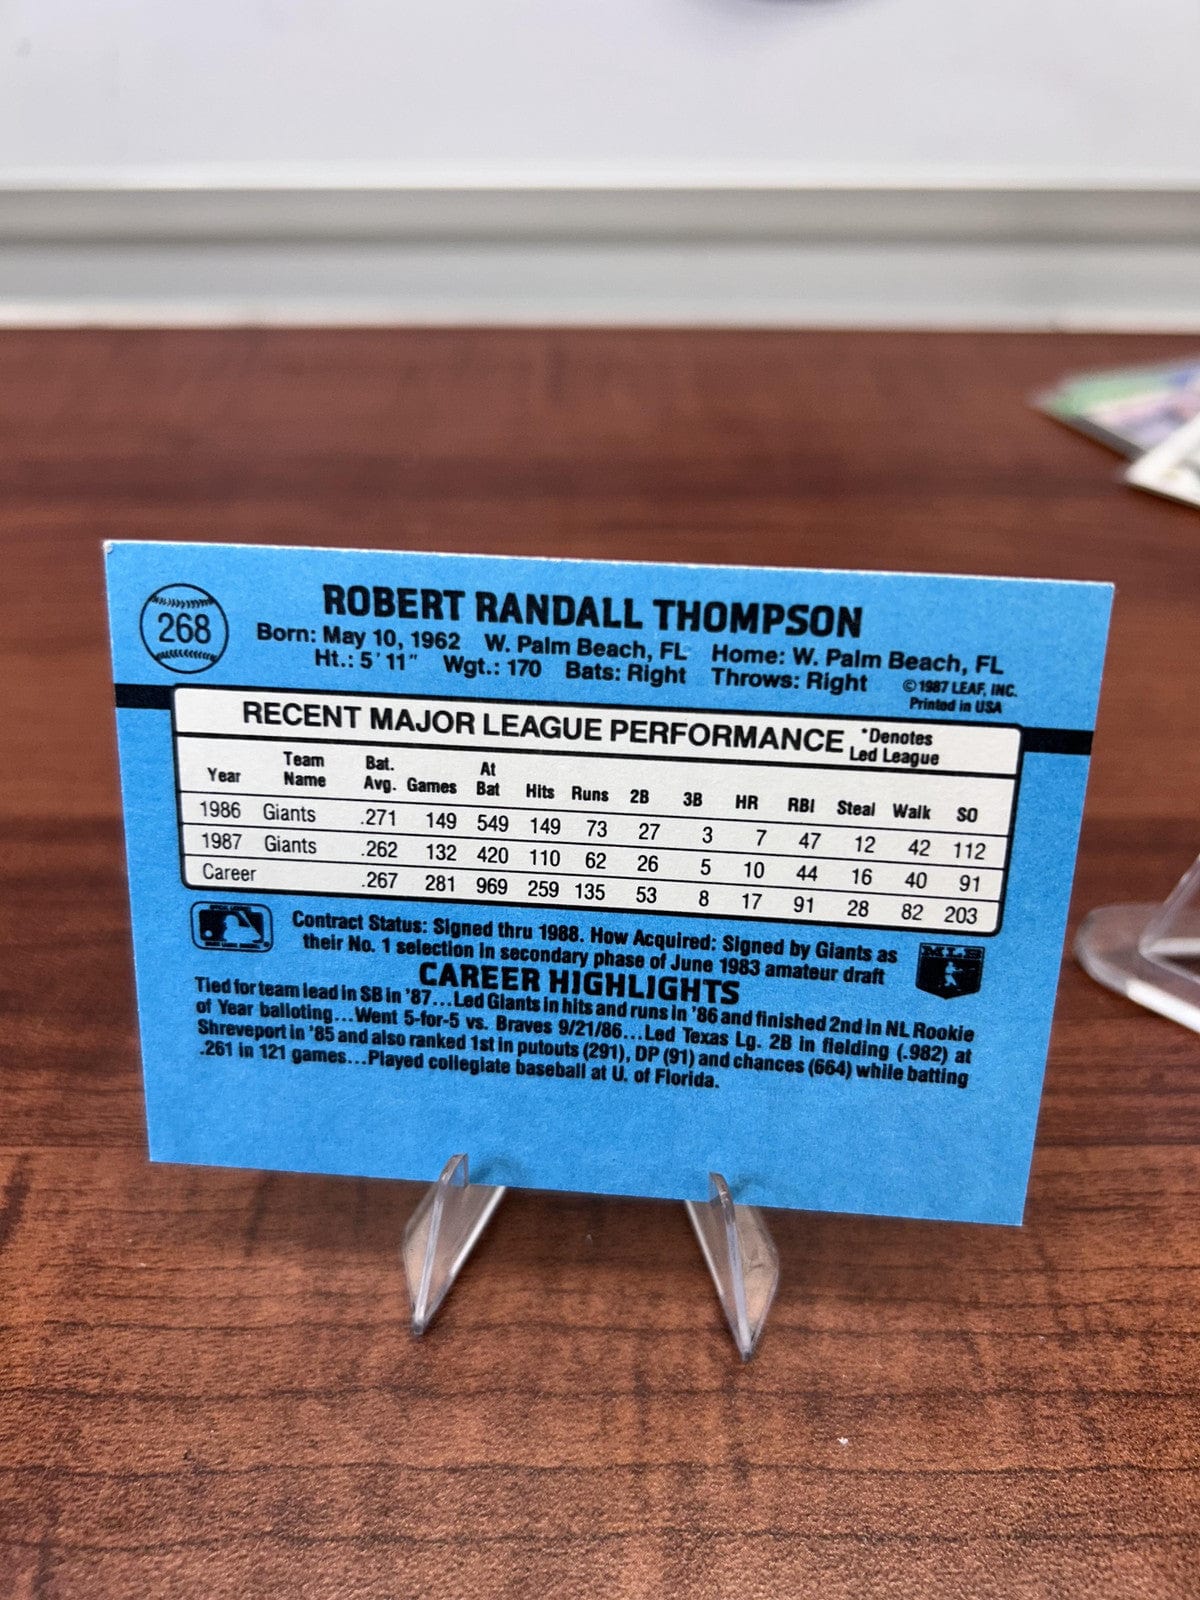 268
ROBERT RANDALL THOMPSON
Born: May 10, 1962 W. Palm Beach, FL Home: W. Palm Beach, FL
Ht.: 5' 11" Wgt.: 170 Bats: Right Throws: Right
©1987 LEAF, INC.
Printed in USA
RECENT MAJOR LEAGUE PERFORMANCE
*Denotes
Led League
Year Team Name Bat. Avg. Games At Bat Hits Runs 2B 3B HR RBI Steal Walk SO
1986 Giants .271 149 549 149 73 27 3 7 47 12 42 112
1987 Giants .262 132 420 110 62 26 5 10 44 16 40 91
Career .267 281 969 259 135 53 8 17 91 28 82 203
Contract Status: Signed thru 1988. How Acquired: Signed by Giants as
their No. 1 selection in secondary phase of June 1983 amateur draft
MLB
CAREER HIGHLIGHTS
Tied for team lead in SB in '87...Led Giants in hits and runs in '86 and finished 2nd in NL Rookie
of Year balloting...Went 5-for-5 vs. Braves 9/21/86...Led Texas Lg. 2B in fielding (.982) at
Shreveport in '85 and also ranked 1st in putouts (291), DP (91) and chances (664) while batting
.261 in 121 games...Played collegiate baseball at U. of Florida.